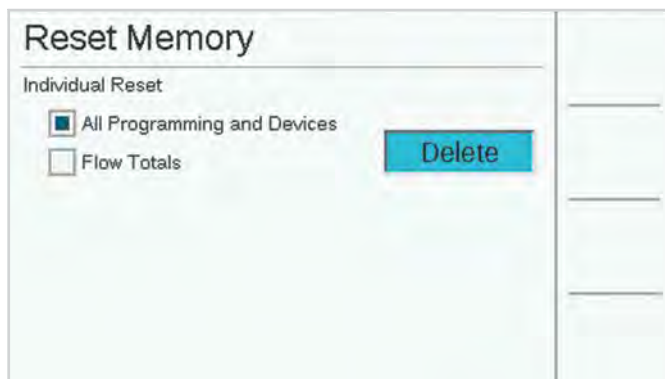 Reset Memory
Individual Reset
All Programming and Devices
Delete
Flow Totals